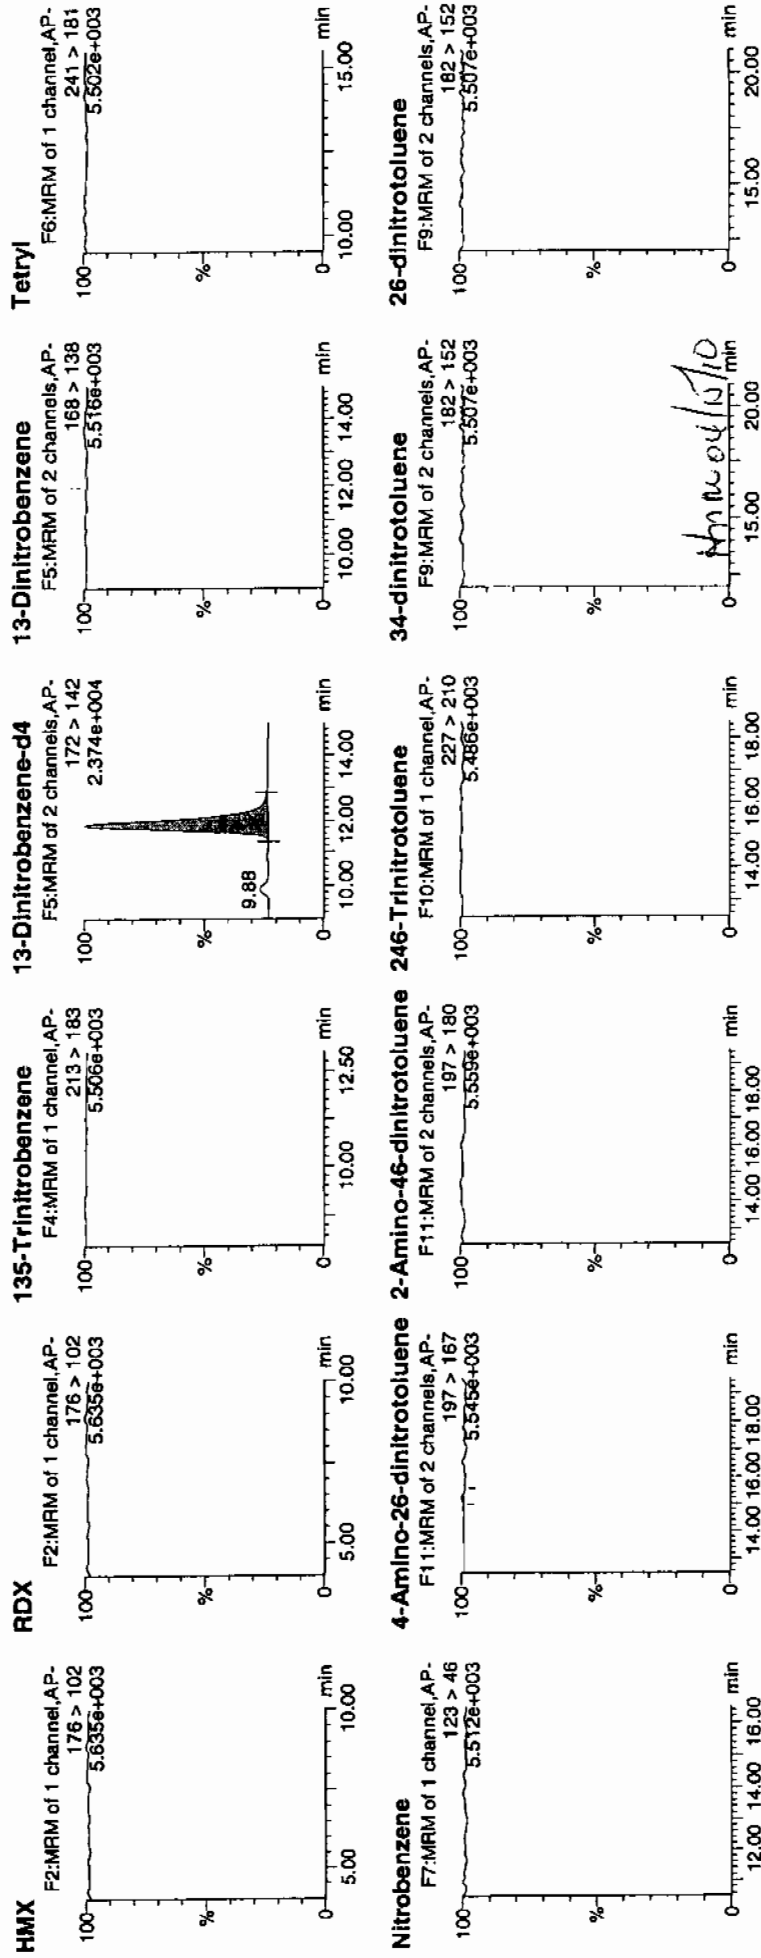 HMX
F2:MRM of 1 channel,AP-
176 > 102
5.635e+003
100
%
0
5.00
10.00
min
RDX
F2:MRM of 1 channel,AP-
176 > 102
5.635e+003
100
%
0
5.00
10.00
min
135-Trinitrobenzene
F4:MRM of 1 channel,AP-
213 > 183
5.506e+003
100
%
0
10.00
12.50
min
13-Dinitrobenzene-d4
F5:MRM of 2 channels,AP-
172 > 142
2.374e+004
100
%
9.88
0
10.00
12.00
14.00
min
13-Dinitrobenzene
F5:MRM of 2 channels,AP-
168 > 138
5.516e+003
100
%
0
10.00
12.00
14.00
min
Tetryl
F6:MRM of 1 channel,AP-
241 > 181
5.502e+003
100
%
0
10.00
15.00
min
Nitrobenzene
F7:MRM of 1 channel,AP-
123 > 46
5.512e+003
100
%
0
12.00
14.00
16.00
min
4-Amino-26-dinitrotoluene
F11:MRM of 2 channels,AP-
197 > 167
5.545e+003
100
%
0
14.00
16.00
18.00
min
2-Amino-46-dinitrotoluene
F11:MRM of 2 channels,AP-
197 > 180
5.559e+003
100
%
0
14.00
16.00
18.00
min
246-Trinitrotoluene
F10:MRM of 1 channel,AP-
227 > 210
5.486e+003
100
%
0
14.00
16.00
18.00
min
34-dinitrotoluene
F9:MRM of 2 channels,AP-
182 > 152
5.507e+003
100
%
0
15.00
20.00
min
26-dinitrotoluene
F9:MRM of 2 channels,AP-
182 > 152
5.507e+003
100
%
0
15.00
20.00
min